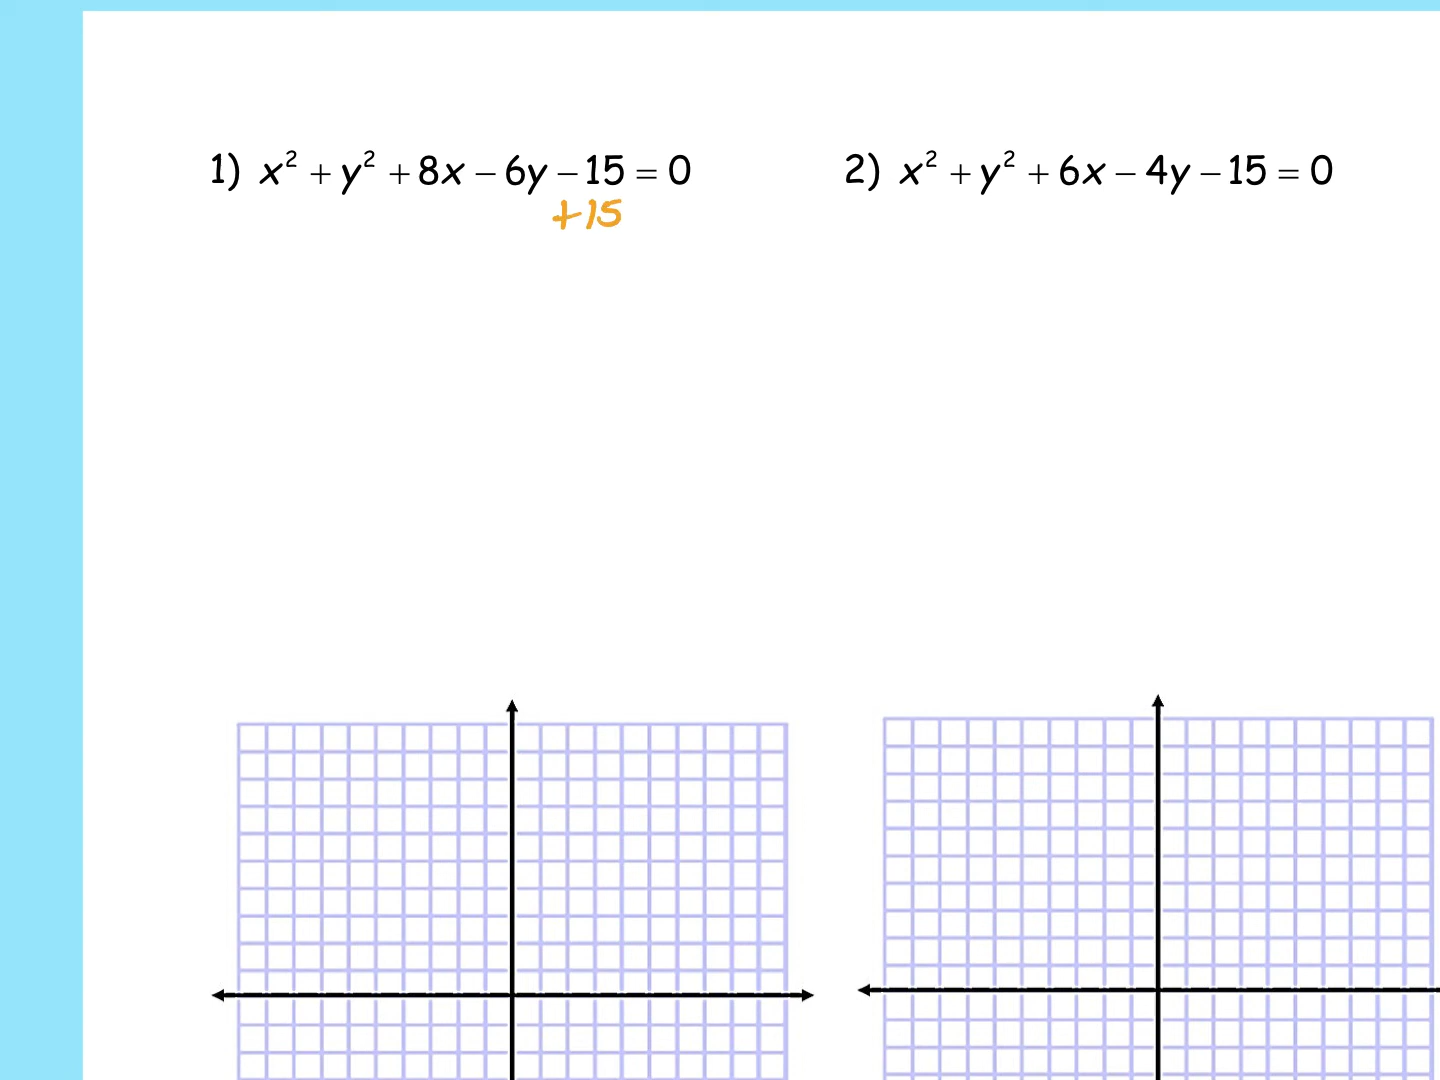 1) x² + y² + 8x − 6y − 15 = 0
+15
2) x² + y² + 6x − 4y − 15 = 0